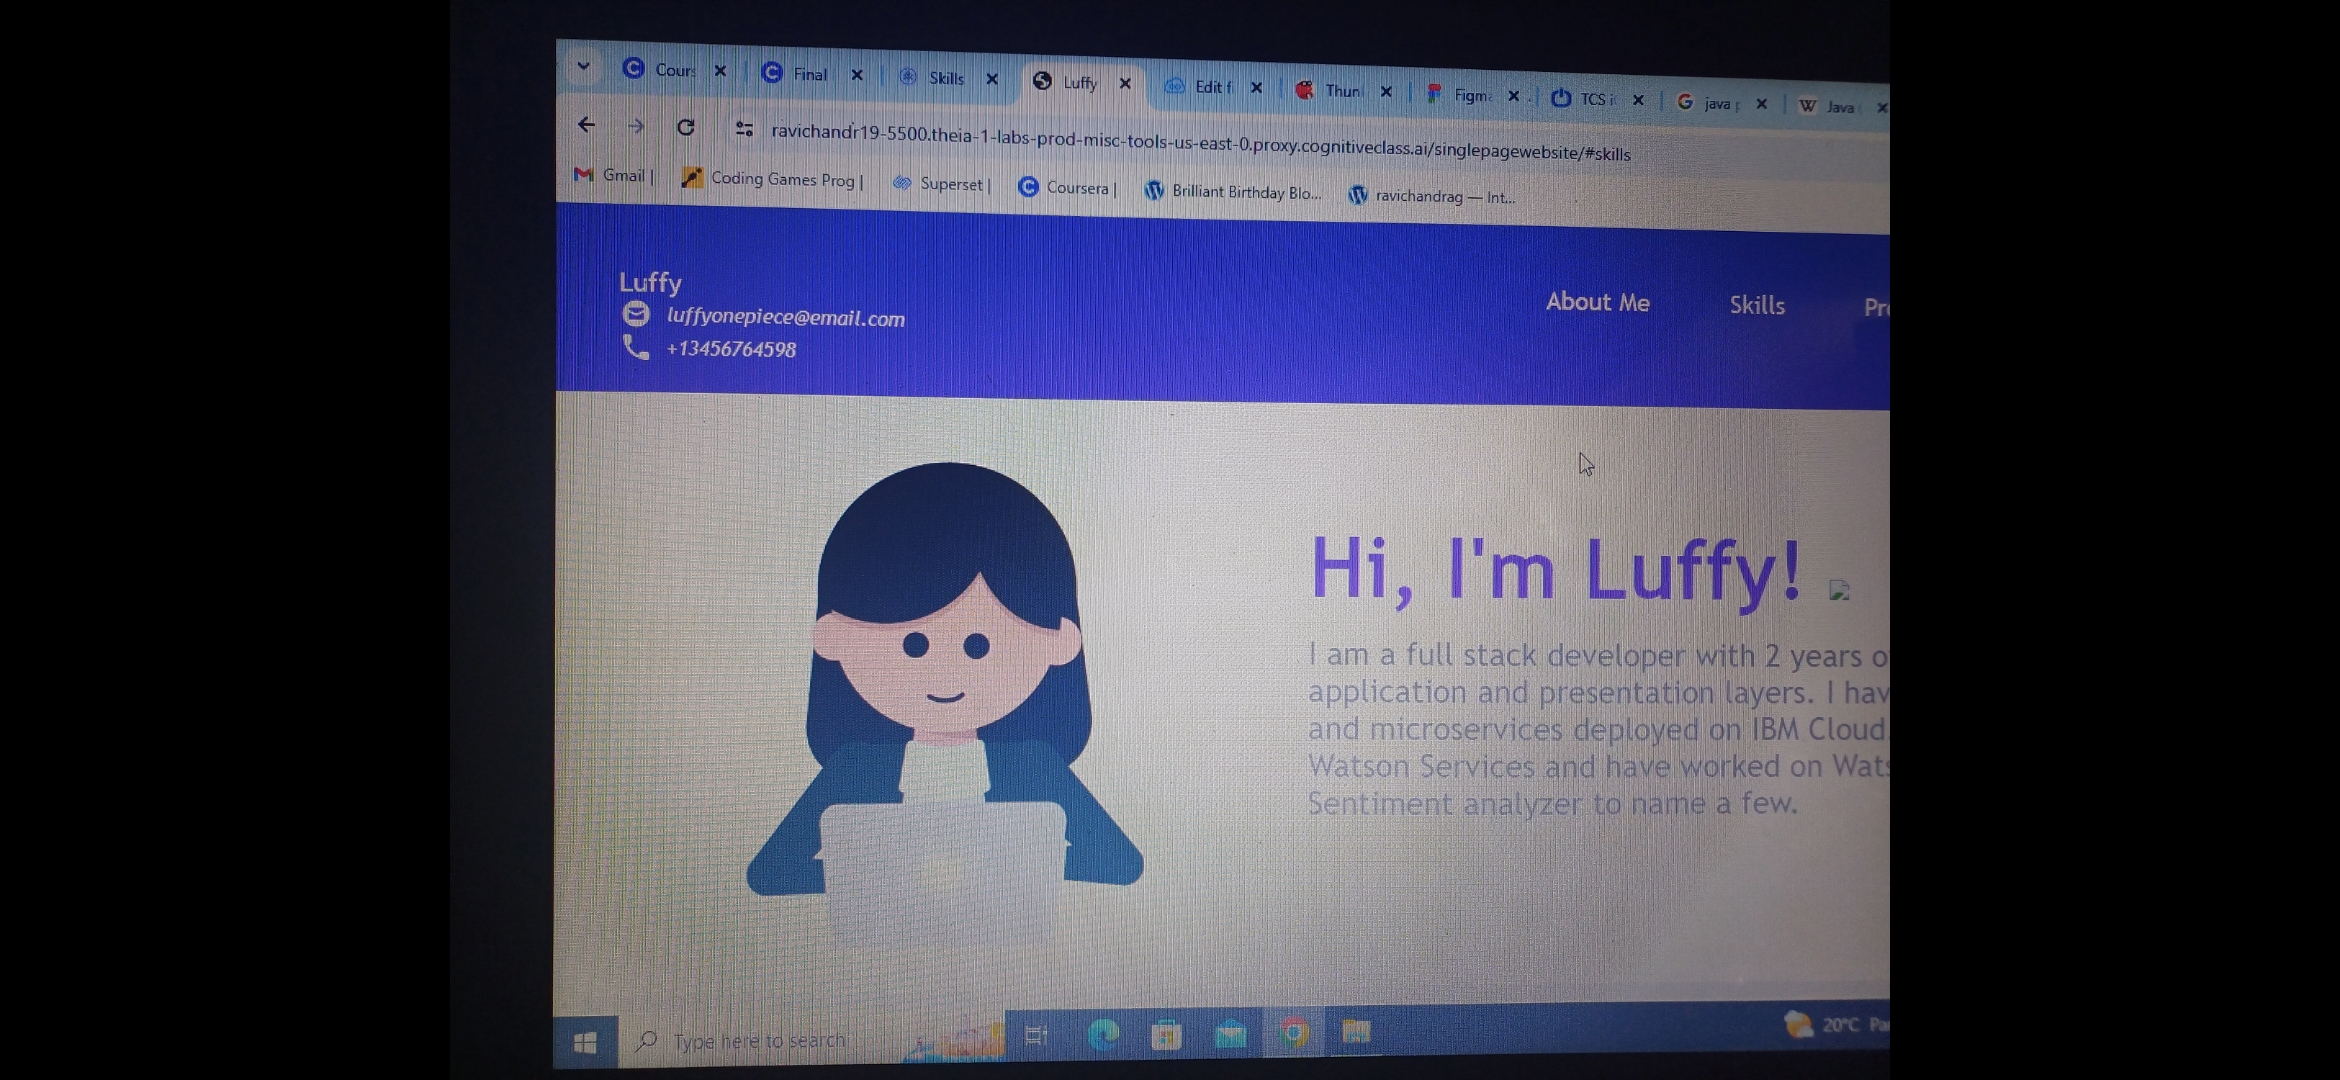 Cours
Final
Skills
Luffy
Edit f
Thun
Figma
TCS i
java p
Java
ravichandr19-5500.theia-1-labs-prod-misc-tools-us-east-0.proxy.cognitiveclass.ai/singlepagewebsite/#skills
Gmail |
Coding Games Prog |
Superset |
Coursera |
Brilliant Birthday Blo...
ravichandrag — Int...
Luffy
luffyonepiece@email.com
+13456764598
About Me
Skills
Pro
Hi, I'm Luffy!
I am a full stack developer with 2 years o
application and presentation layers. I hav
and microservices deployed on IBM Cloud.
Watson Services and have worked on Wats
Sentiment analyzer to name a few.
Type here to search
20°C